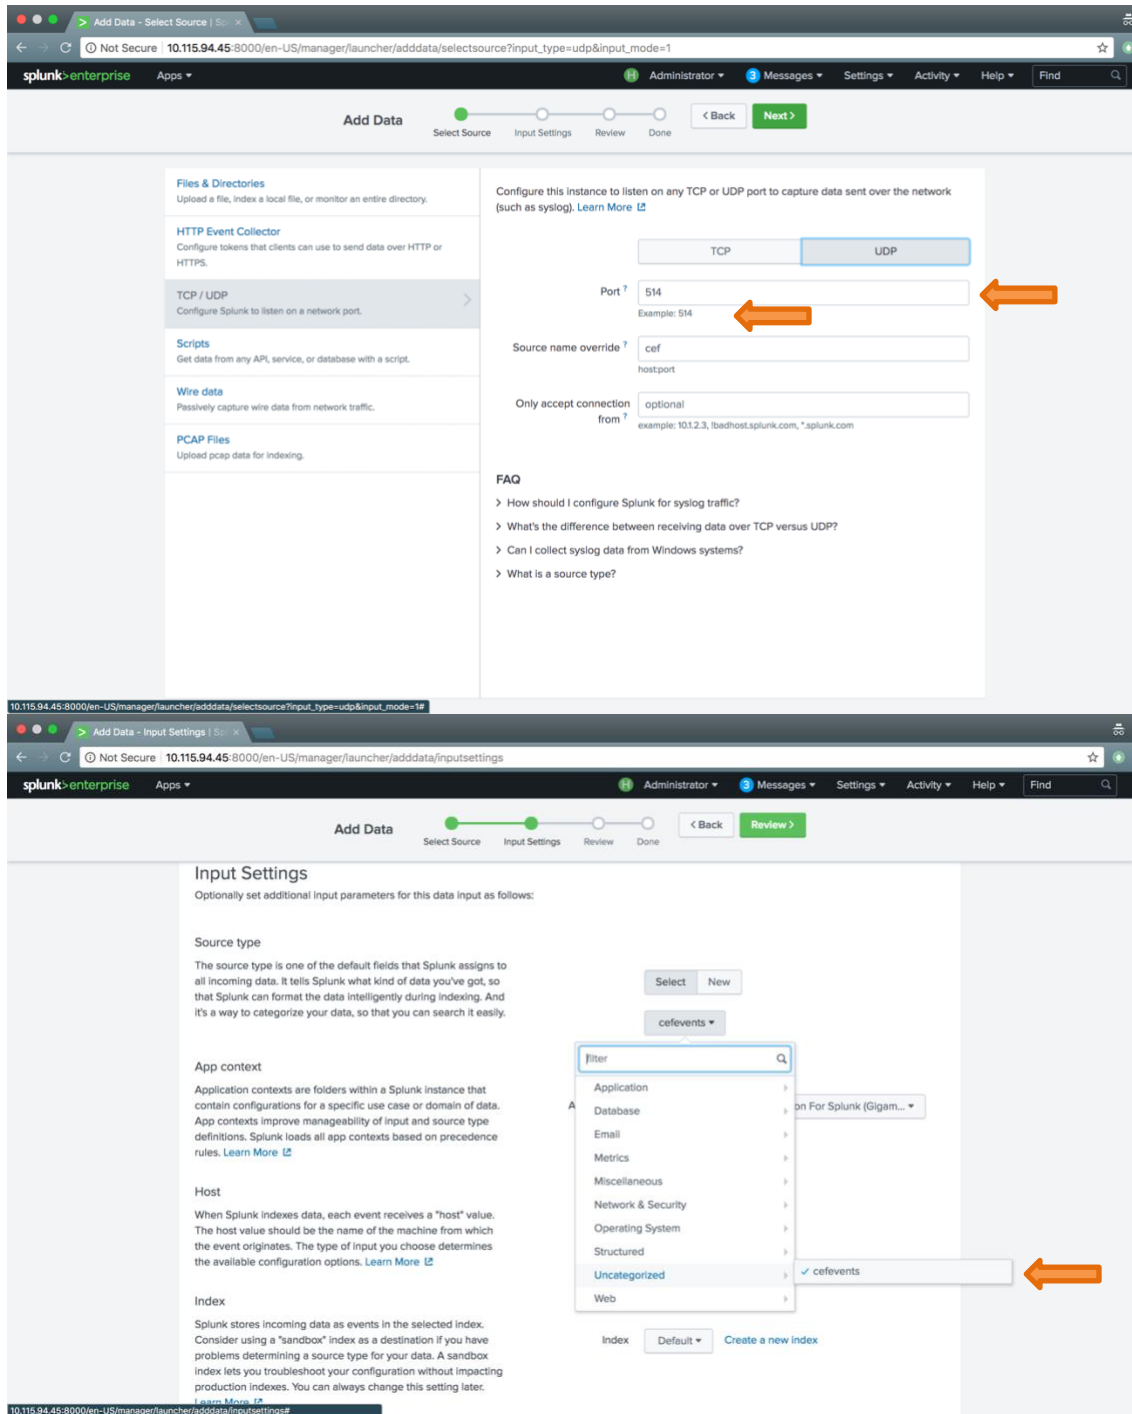 Add Data - Select Source | Spl
Not Secure 10.115.94.45:8000/en-US/manager/launcher/adddata/selectsource?input_type=udp&input_mode=1
splunk>enterprise Apps Administrator 3 Messages Settings Activity Help Find
Add Data
Select Source Input Settings Review Done
< Back Next >
Files & Directories
Upload a file, index a local file, or monitor an entire directory.
HTTP Event Collector
Configure tokens that clients can use to send data over HTTP or
HTTPS.
TCP / UDP
Configure Splunk to listen on a network port.
Scripts
Get data from any API, service, or database with a script.
Wire data
Passively capture wire data from network traffic.
PCAP Files
Upload pcap data for indexing.
Configure this instance to listen on any TCP or UDP port to capture data sent over the network
(such as syslog). Learn More
TCP UDP
Port ? 514
Example: 514
Source name override ? cef
host:port
Only accept connection optional
from ? example: 10.1.2.3, !badhost.splunk.com, *.splunk.com
FAQ
> How should I configure Splunk for syslog traffic?
> What's the difference between receiving data over TCP versus UDP?
> Can I collect syslog data from Windows systems?
> What is a source type?
10.115.94.45:8000/en-US/manager/launcher/adddata/selectsource?input_type=udp&input_mode=1#
Add Data - Input Settings | Spl
Not Secure 10.115.94.45:8000/en-US/manager/launcher/adddata/inputsettings
splunk>enterprise Apps Administrator 3 Messages Settings Activity Help Find
Add Data
Select Source Input Settings Review Done
< Back Review >
Input Settings
Optionally set additional input parameters for this data input as follows:
Source type
The source type is one of the default fields that Splunk assigns to
all incoming data. It tells Splunk what kind of data you've got, so
that Splunk can format the data intelligently during indexing. And
it's a way to categorize your data, so that you can search it easily.
Select New
cefevents
filter
Application
Database
Email
Metrics
Miscellaneous
Network & Security
Operating System
Structured
Uncategorized
Web
cefevents
App context
Application contexts are folders within a Splunk instance that
contain configurations for a specific use case or domain of data.
App contexts improve manageability of input and source type
definitions. Splunk loads all app contexts based on precedence
rules. Learn More
A on For Splunk (Gigam...
Host
When Splunk indexes data, each event receives a "host" value.
The host value should be the name of the machine from which
the event originates. The type of input you choose determines
the available configuration options. Learn More
Index
Splunk stores incoming data as events in the selected index.
Consider using a "sandbox" index as a destination if you have
problems determining a source type for your data. A sandbox
index lets you troubleshoot your configuration without impacting
production indexes. You can always change this setting later.
Learn More
Index Default Create a new index
10.115.94.45:8000/en-US/manager/launcher/adddata/inputsettings#